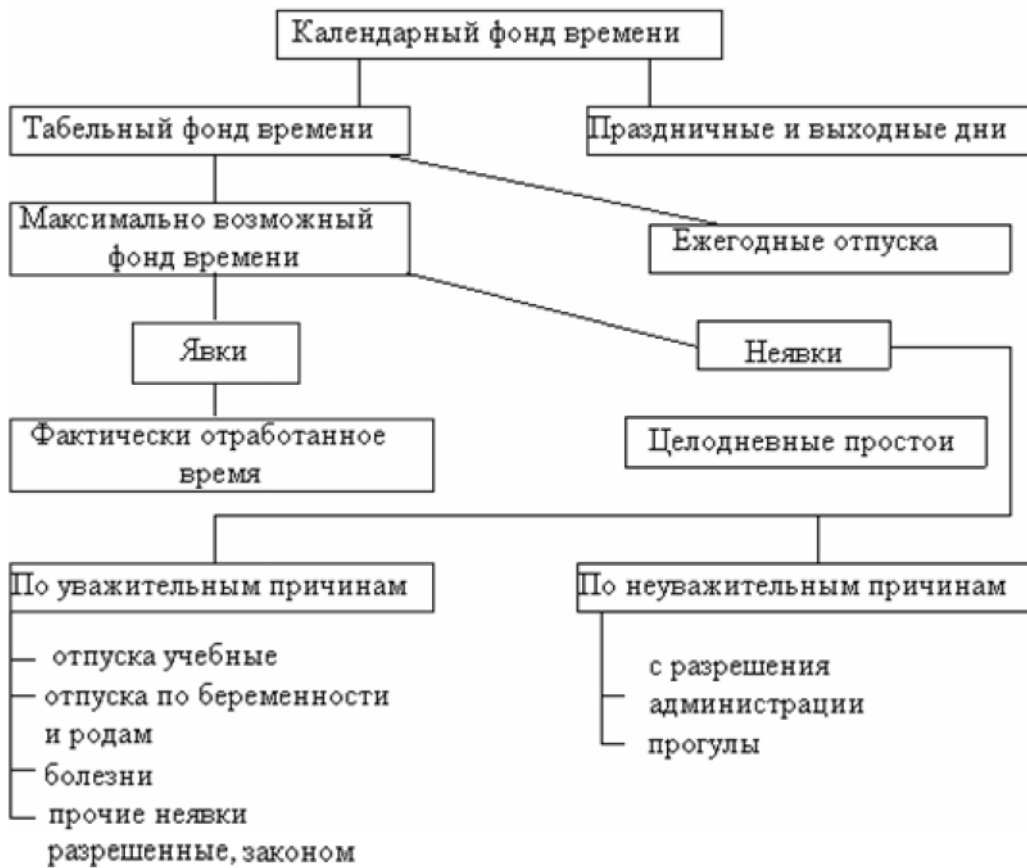 Календарный фонд времени
Табельный фонд времени
Праздничные и выходные дни
Максимально возможный
фонд времени
Ежегодные отпуска
Явки
Неявки
Фактически отработанное
время
Целодневные простои
По уважительным причинам
По неуважительным причинам
отпуска учебные
отпуска по беременности
и родам
болезни
прочие неявки
разрешенные, законом
с разрешения
администрации
прогулы